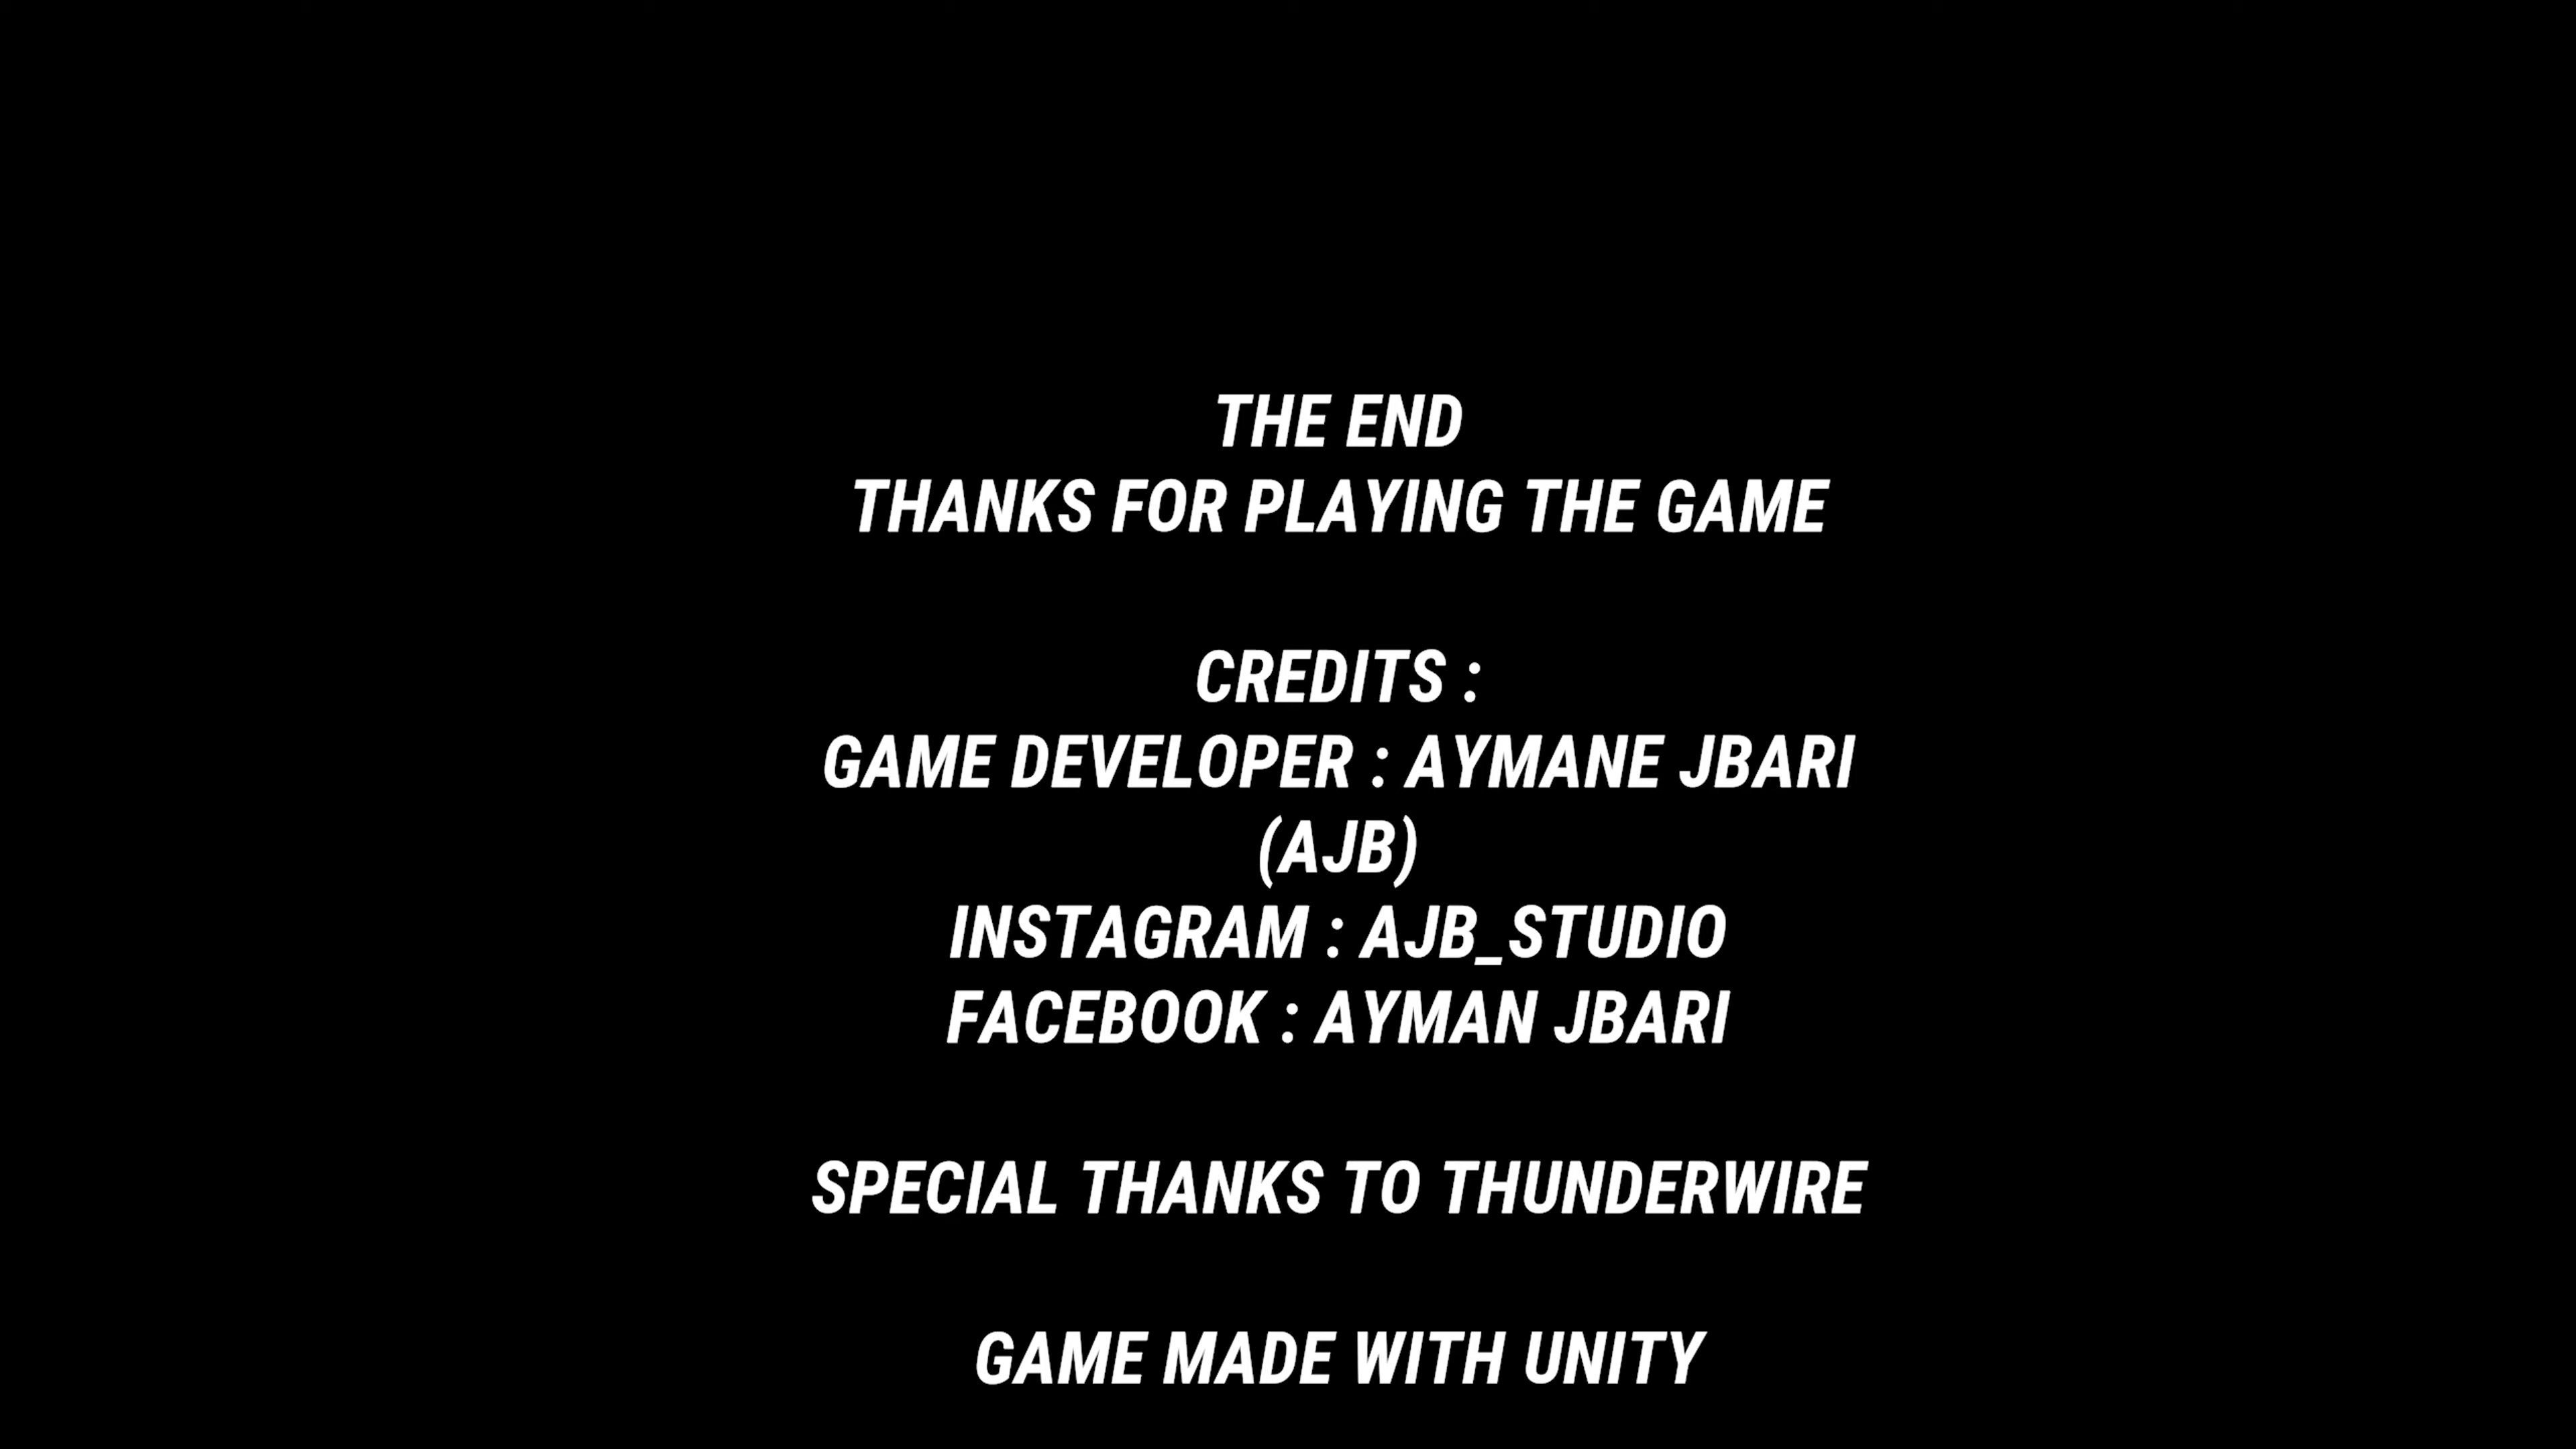 THE END
THANKS FOR PLAYING THE GAME
CREDITS :
GAME DEVELOPER : AYMANE JBARI
(AJB)
INSTAGRAM : AJB_STUDIO
FACEBOOK : AYMAN JBARI
SPECIAL THANKS TO THUNDERWIRE
GAME MADE WITH UNITY